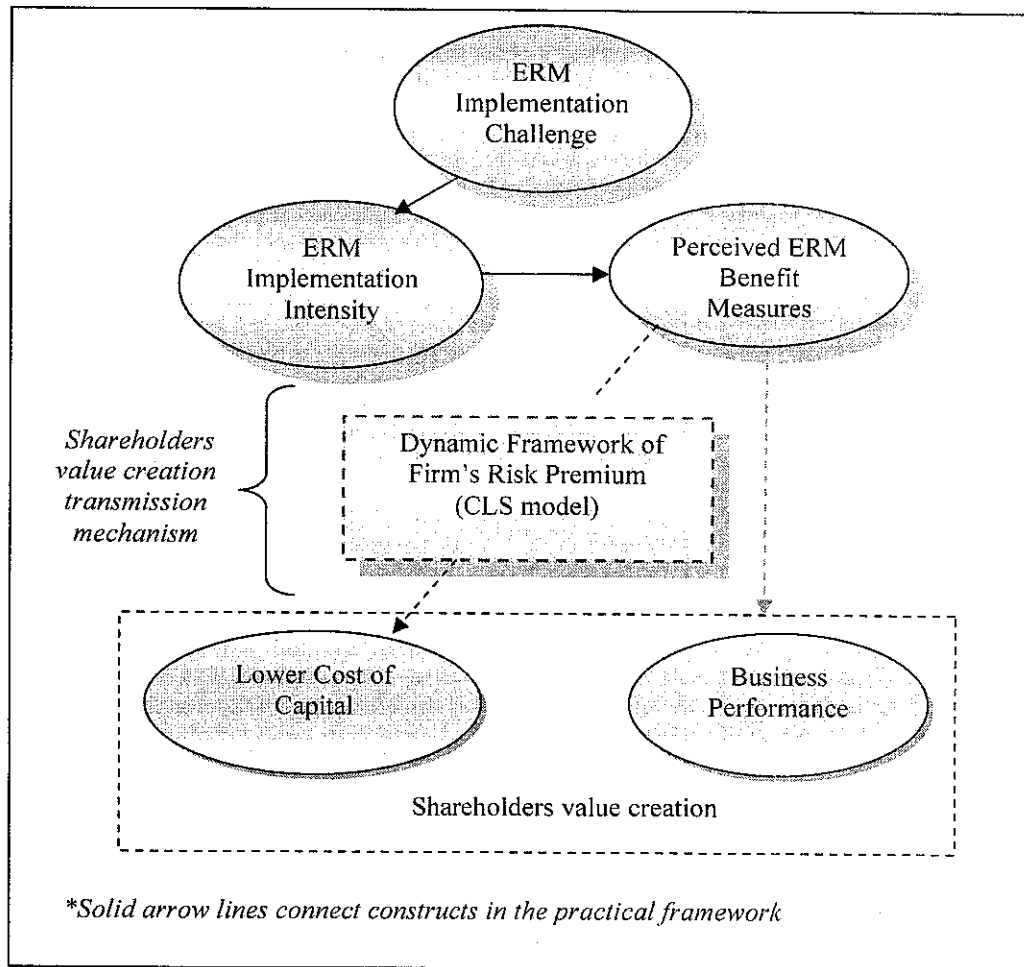 ERM
Implementation
Challenge
ERM
Implementation
Intensity
Perceived ERM
Benefit
Measures
Shareholders
value creation
transmission
mechanism
Dynamic Framework of
Firm's Risk Premium
(CLS model)
Lower Cost of
Capital
Business
Performance
Shareholders value creation
*Solid arrow lines connect constructs in the practical framework